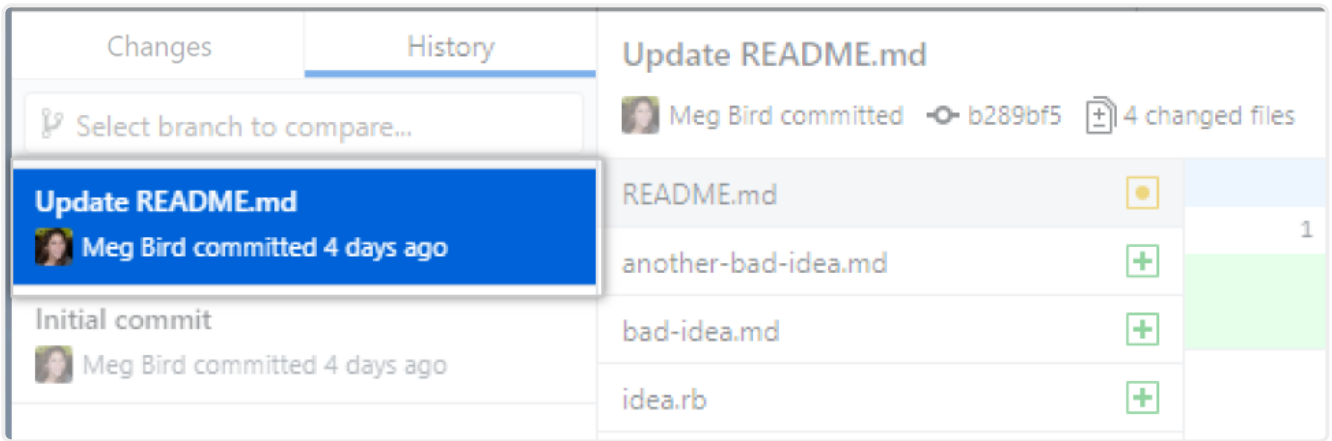 Changes
History
Select branch to compare...
Update README.md
Meg Bird committed 4 days ago
Initial commit
Meg Bird committed 4 days ago
Update README.md
Meg Bird committed b289bf5 4 changed files
README.md
another-bad-idea.md
bad-idea.md
idea.rb
1